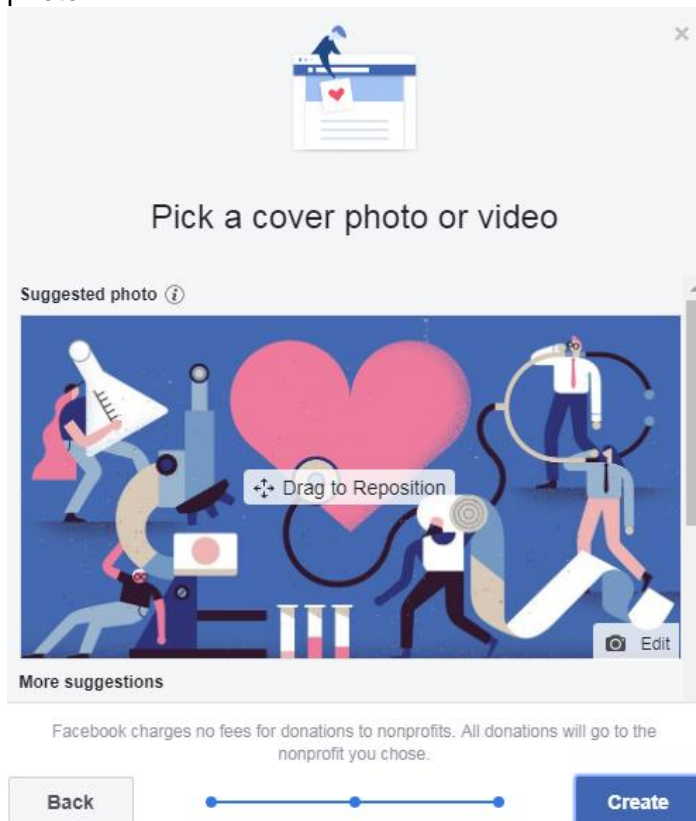 Pick a cover photo or video
Suggested photo
Drag to Reposition
Edit
More suggestions
Facebook charges no fees for donations to nonprofits. All donations will go to the
nonprofit you chose.
Back
Create